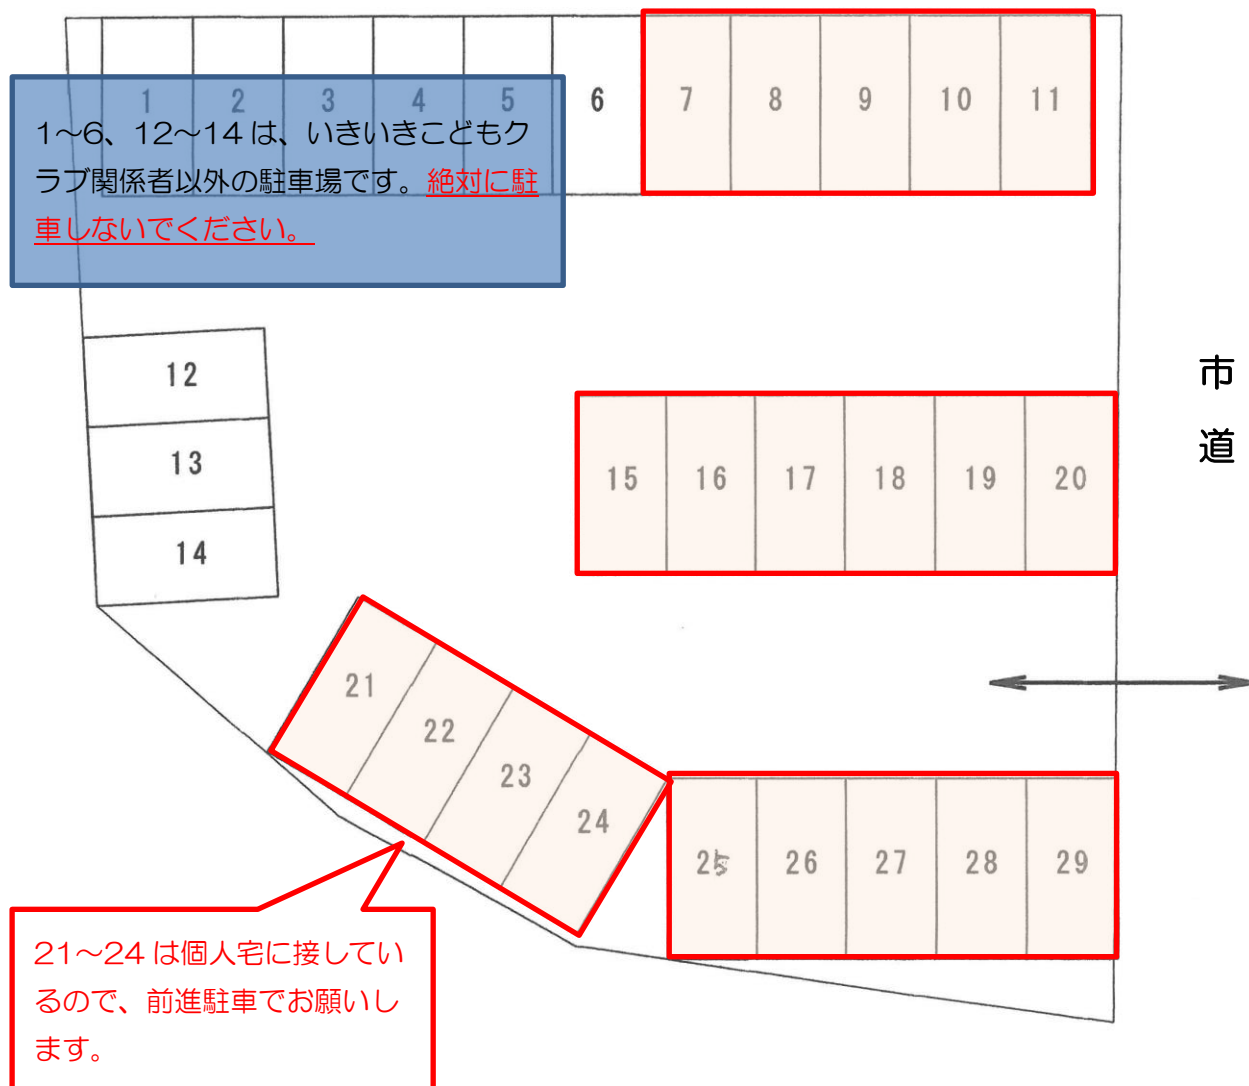 1 2 3 4 5 6 7 8 9 10 11
1～6、12～14は、いきいきこどもク
ラブ関係者以外の駐車場です。絶対に駐
車しないでください。
12
13
14
15 16 17 18 19 20
市
道
21
22
23
24
25 26 27 28 29
21～24は個人宅に接してい
るので、前進駐車でお願いし
ます。